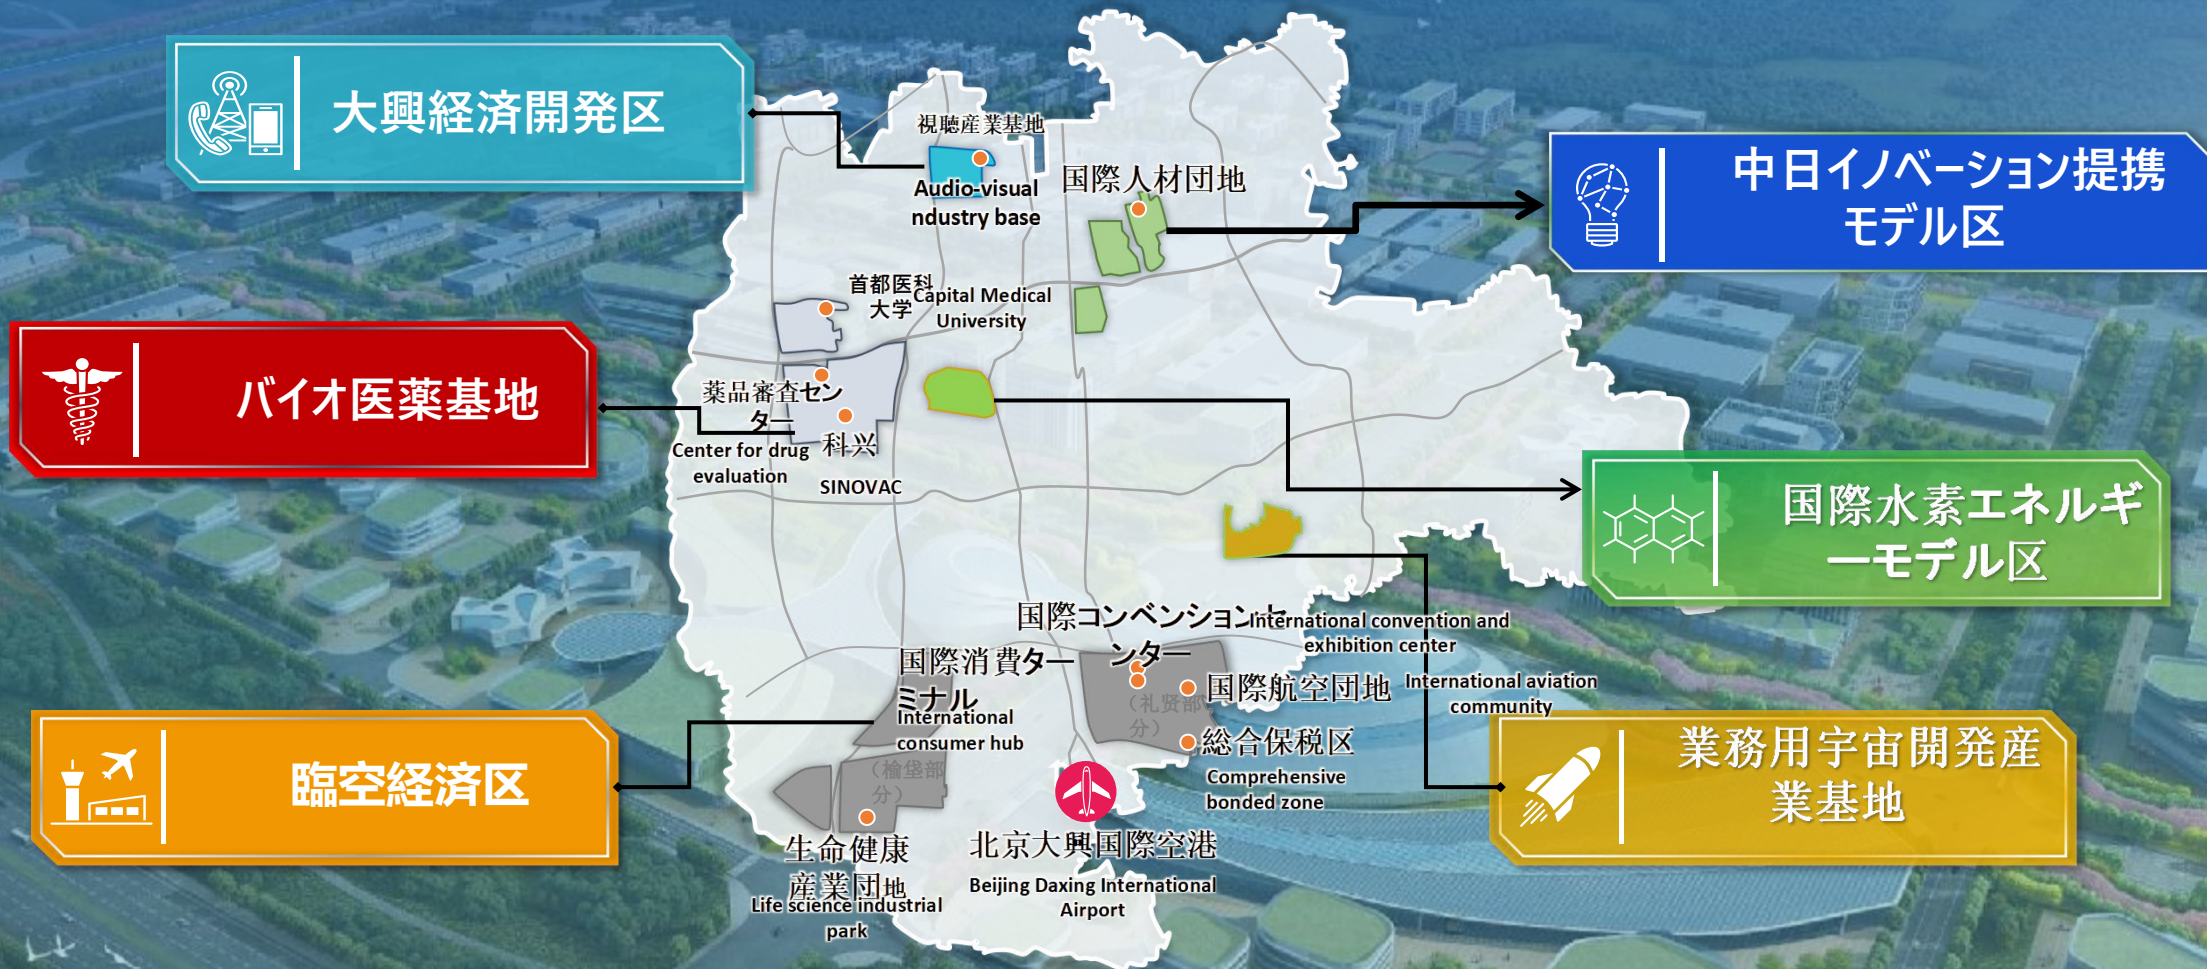 大興経済開発区
視聴産業基地
Audio-visual
ndustry base
国際人材団地
中日イノベーション提携
モデル区
首都医科
大学
Capital Medical
University
バイオ医薬基地
薬品審査セン
ター
Center for drug
evaluation
科兴
SINOVAC
国際水素エネルギ
ーモデル区
国際コンベンションセ
ンター
International convention and
exhibition center
国際消費ター
ミナル
International
consumer hub
(礼贤部
分)
国際航空団地
International aviation
community
総合保税区
Comprehensive
bonded zone
業務用宇宙開発産
業基地
臨空経済区
(榆垡部
分)
生命健康
産業団地
Life science industrial
park
北京大興国際空港
Beijing Daxing International
Airport